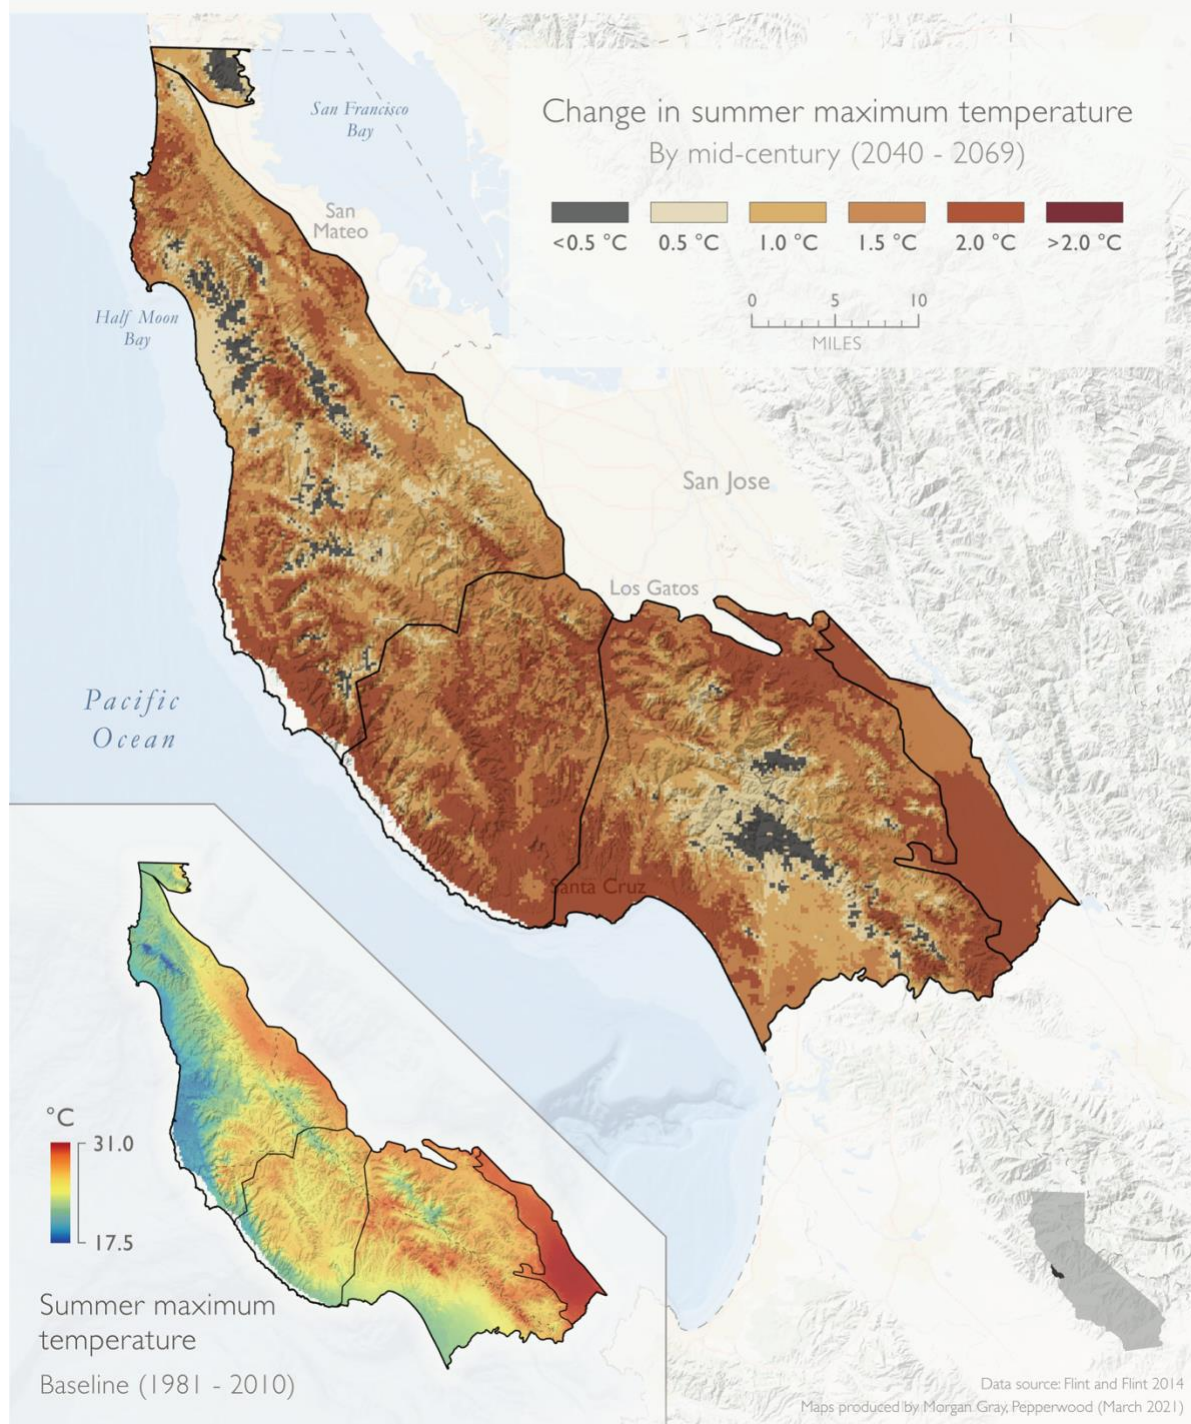 San Francisco
Bay
Change in summer maximum temperature
By mid-century (2040 - 2069)
<0.5 °C 0.5 °C 1.0 °C 1.5 °C 2.0 °C >2.0 °C
San
Mateo
0 5 10
MILES
Half Moon
Bay
San Jose
Los Gatos
Pacific
Ocean
Santa Cruz
°C
31.0
17.5
Summer maximum
temperature
Baseline (1981 - 2010)
Data source: Flint and Flint 2014
Maps produced by Morgan Gray, Pepperwood (March 2021)